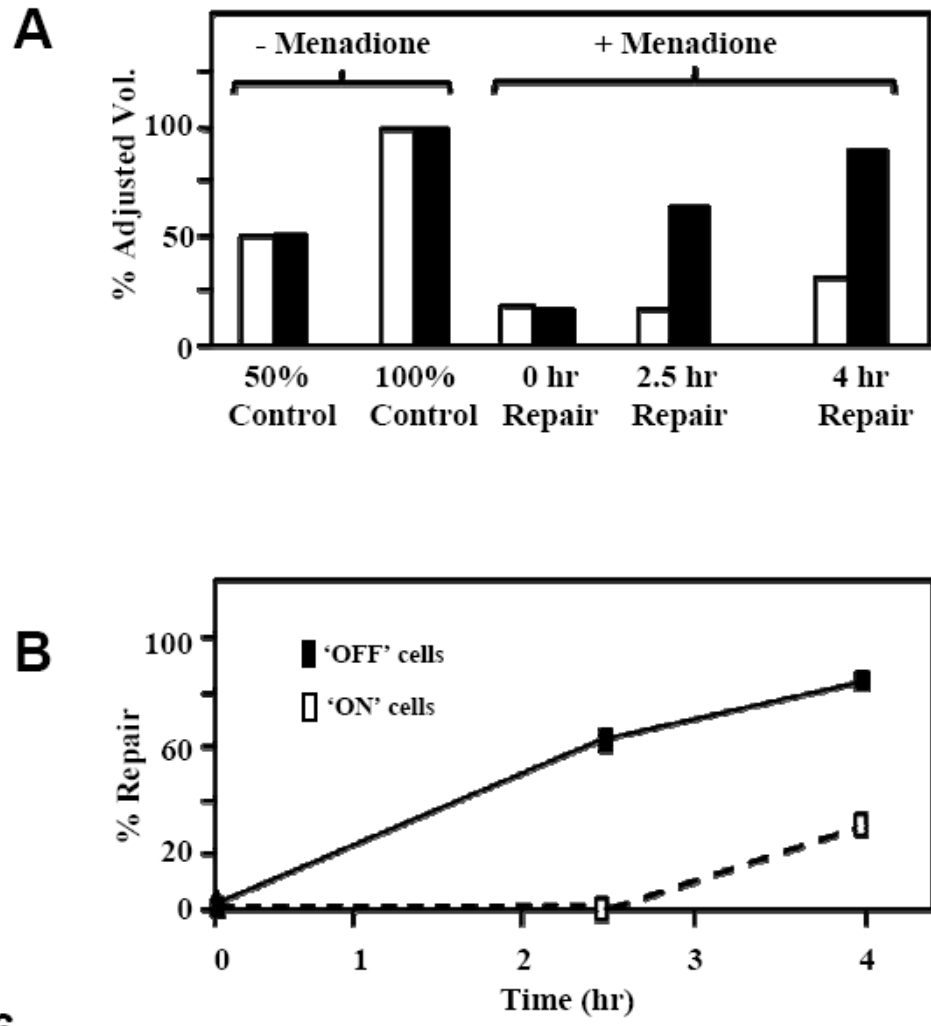 A
- Menadione
+ Menadione
% Adjusted Vol.
100
50
0
50%
Control
100%
Control
0 hr
Repair
2.5 hr
Repair
4 hr
Repair
B
'OFF' cells
'ON' cells
% Repair
100
60
20
0
0 1 2 3 4
Time (hr)